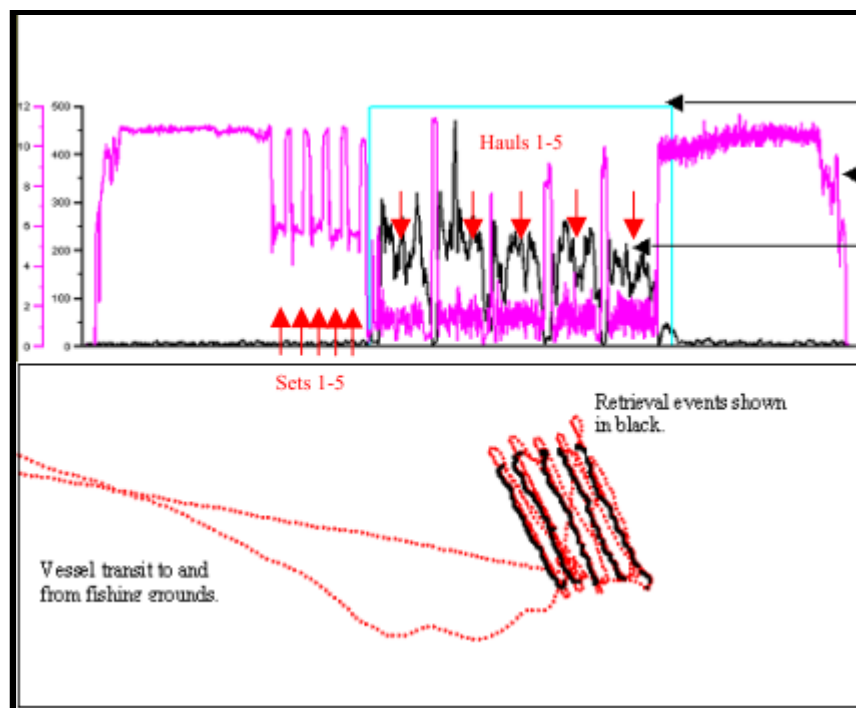 12
10
8
6
4
2
0
500
400
300
200
100
0
Hauls 1-5
Sets 1-5
Retrieval events shown
in black.
Vessel transit to and
from fishing grounds.